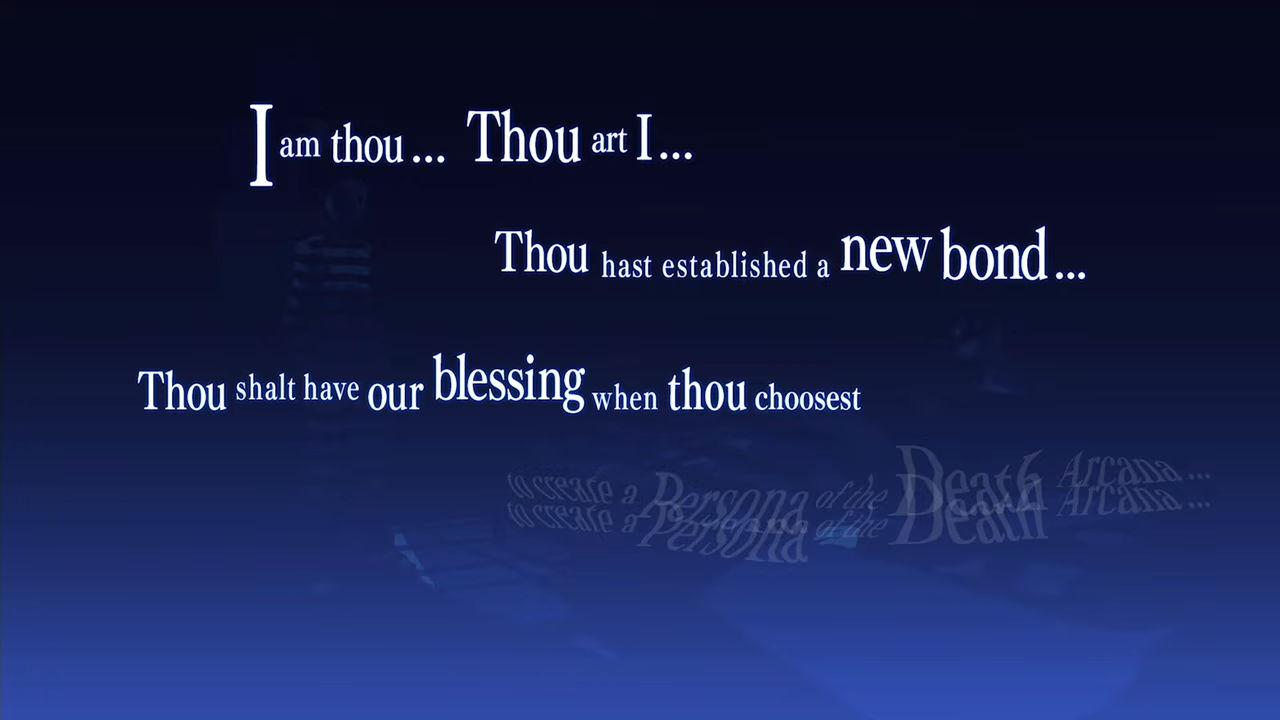 I am thou... Thou art I...
Thou hast established a new bond...
Thou shalt have our blessing when thou choosest
to create a Persona of the Death Arcana...